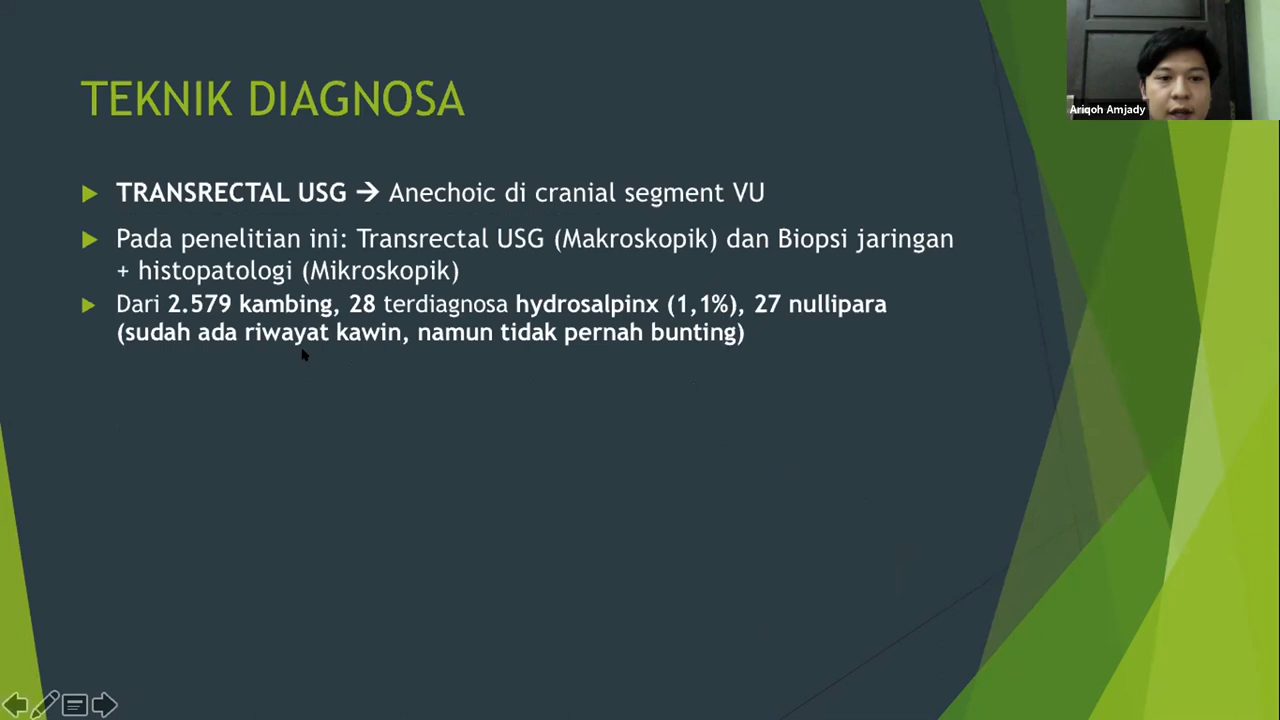 Ariqoh Amjady
TEKNIK DIAGNOSA
TRANSRECTAL USG → Anechoic di cranial segment VU
Pada penelitian ini: Transrectal USG (Makroskopik) dan Biopsi jaringan
+ histopatologi (Mikroskopik)
Dari 2.579 kambing, 28 terdiagnosa hydrosalpinx (1,1%), 27 nullipara
(sudah ada riwayat kawin, namun tidak pernah bunting)